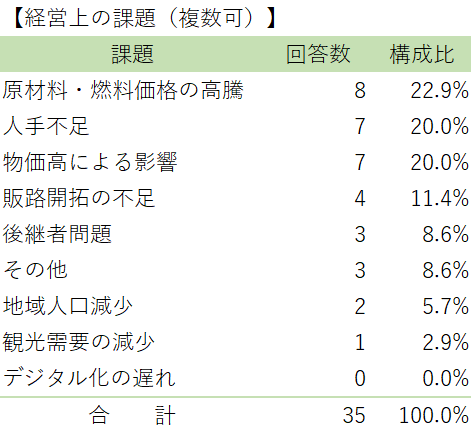 【経営上の課題（複数可）】
課題 回答数 構成比
原材料・燃料価格の高騰 8 22.9%
人手不足 7 20.0%
物価高による影響 7 20.0%
販路開拓の不足 4 11.4%
後継者問題 3 8.6%
その他 3 8.6%
地域人口減少 2 5.7%
観光需要の減少 1 2.9%
デジタル化の遅れ 0 0.0%
合　計 35 100.0%